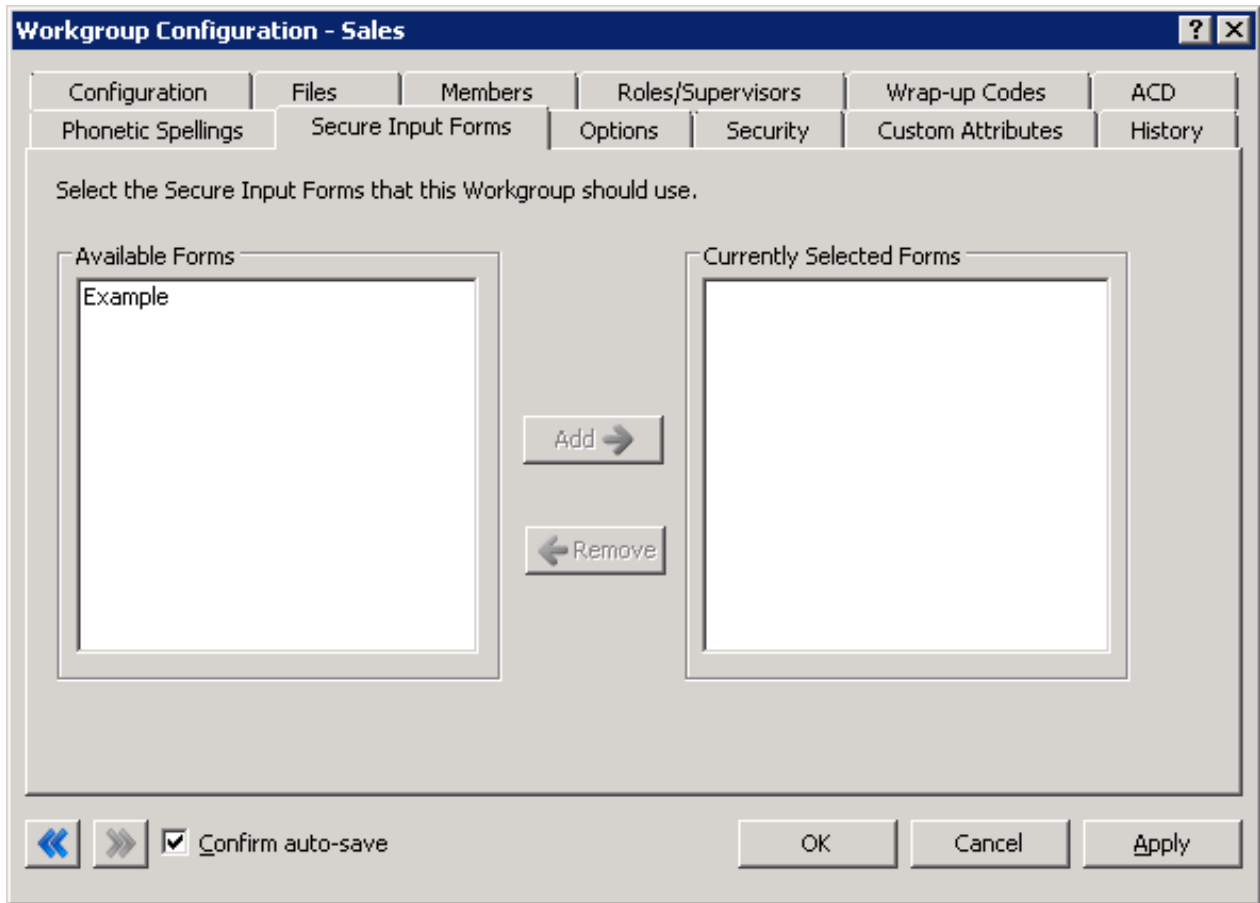 Workgroup Configuration - Sales ?
Configuration Files Members Roles/Supervisors Wrap-up Codes ACD
Phonetic Spellings Secure Input Forms Options Security Custom Attributes History
Select the Secure Input Forms that this Workgroup should use.
Available Forms Currently Selected Forms
Example
Add
Remove
Confirm auto-save OK Cancel Apply